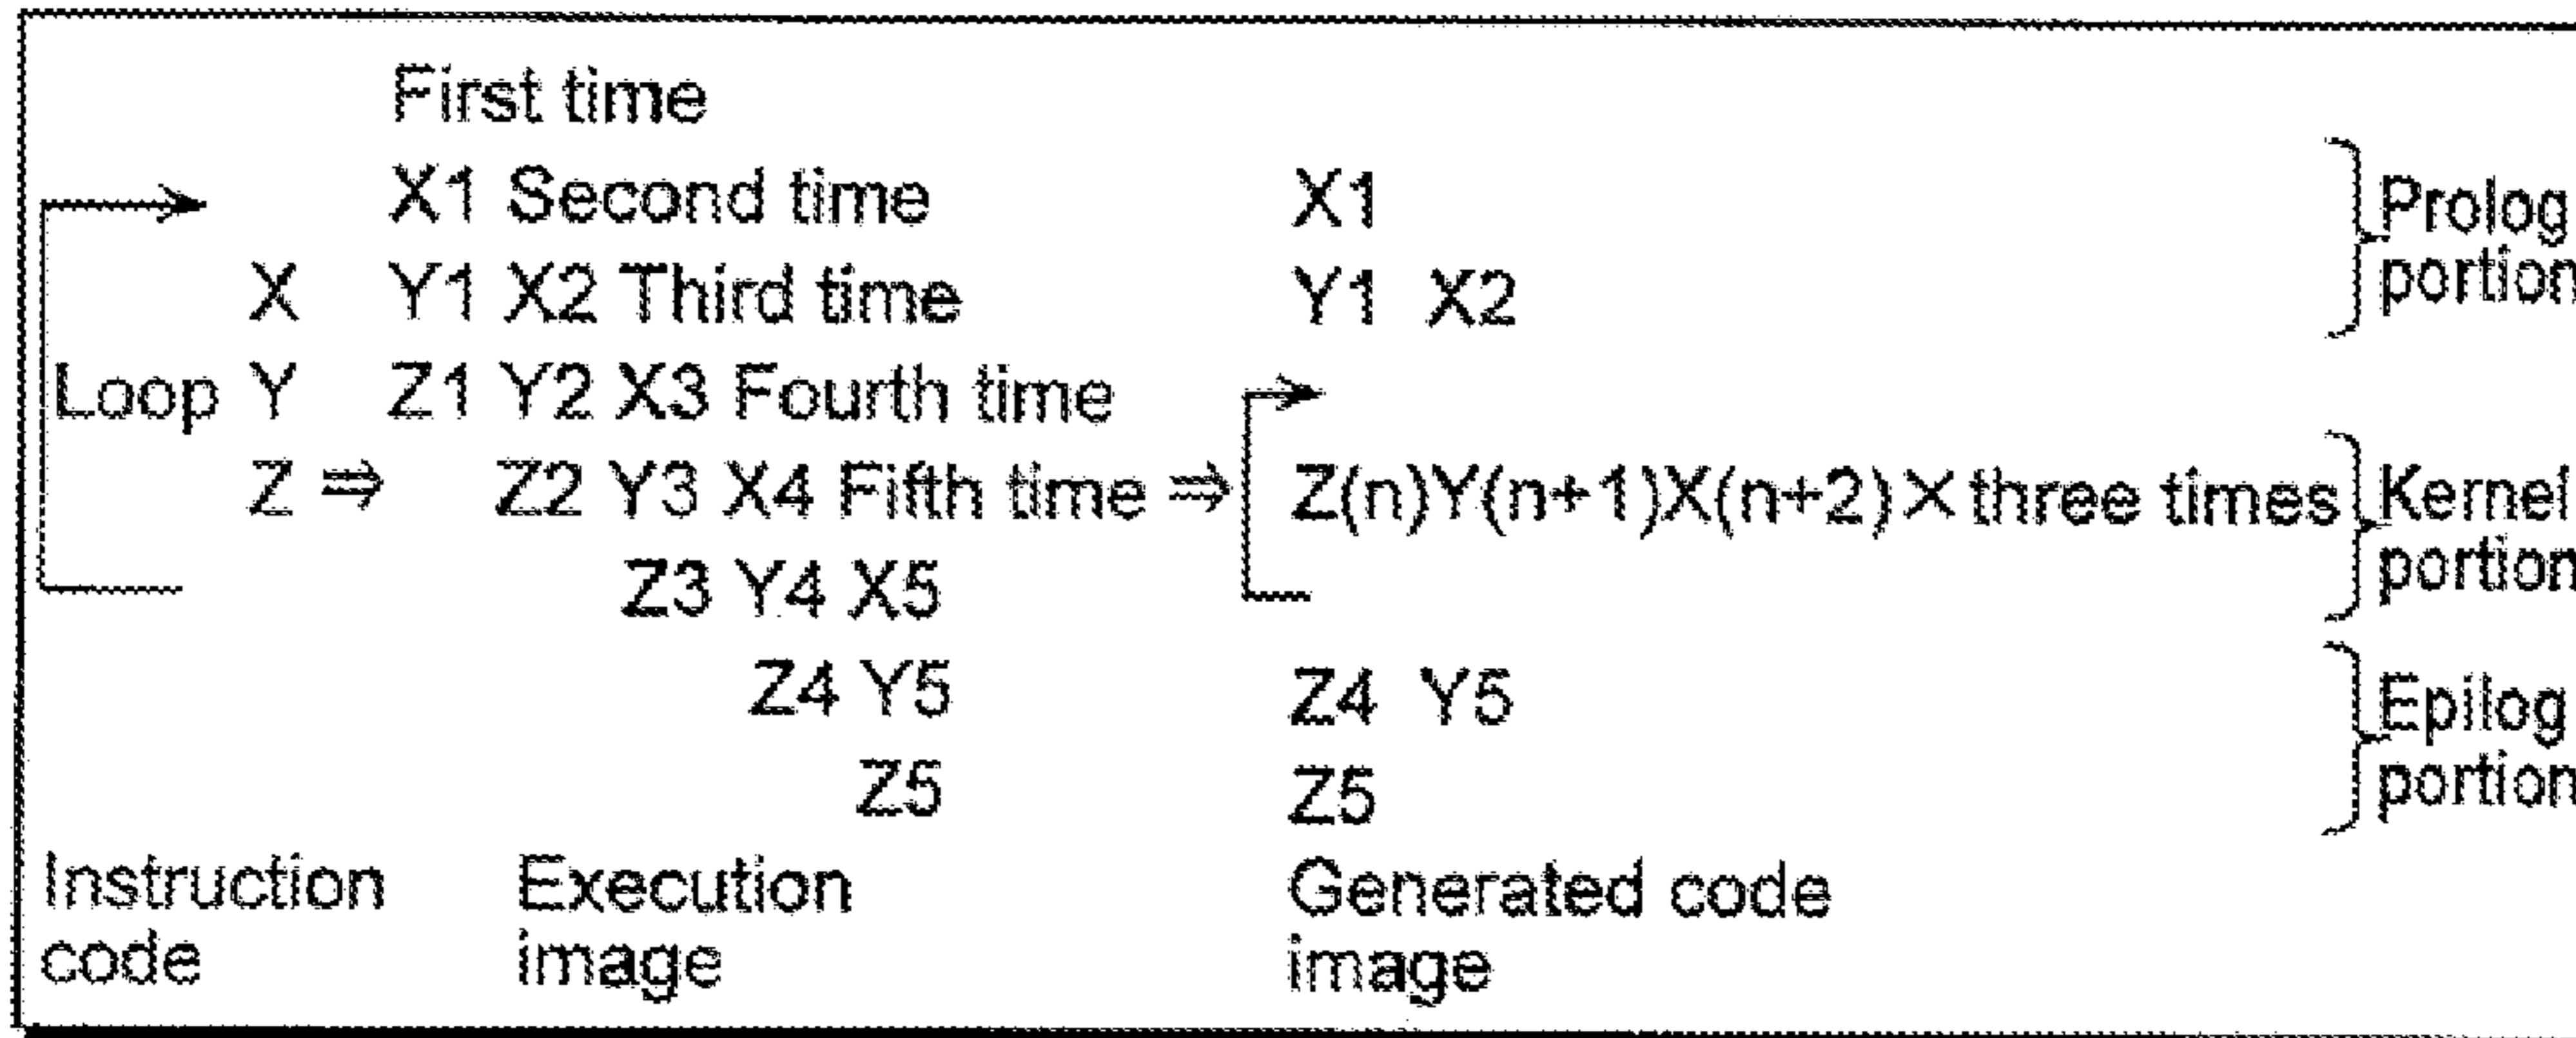 First time
X1 Second time X1 Prolog
X Y1 X2 Third time Y1 X2 portion
Loop Y Z1 Y2 X3 Fourth time
Z ⇒ Z2 Y3 X4 Fifth time ⇒ Z(n)Y(n+1)X(n+2)×three times Kernel
Z3 Y4 X5 portion
Z4 Y5 Z4 Y5 Epilog
Z5 Z5 portion
Instruction Execution Generated code
code image image